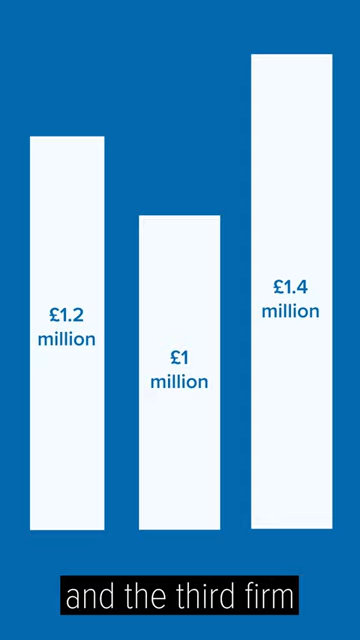 £1.2
million
£1
million
£1.4
million
and the third firm